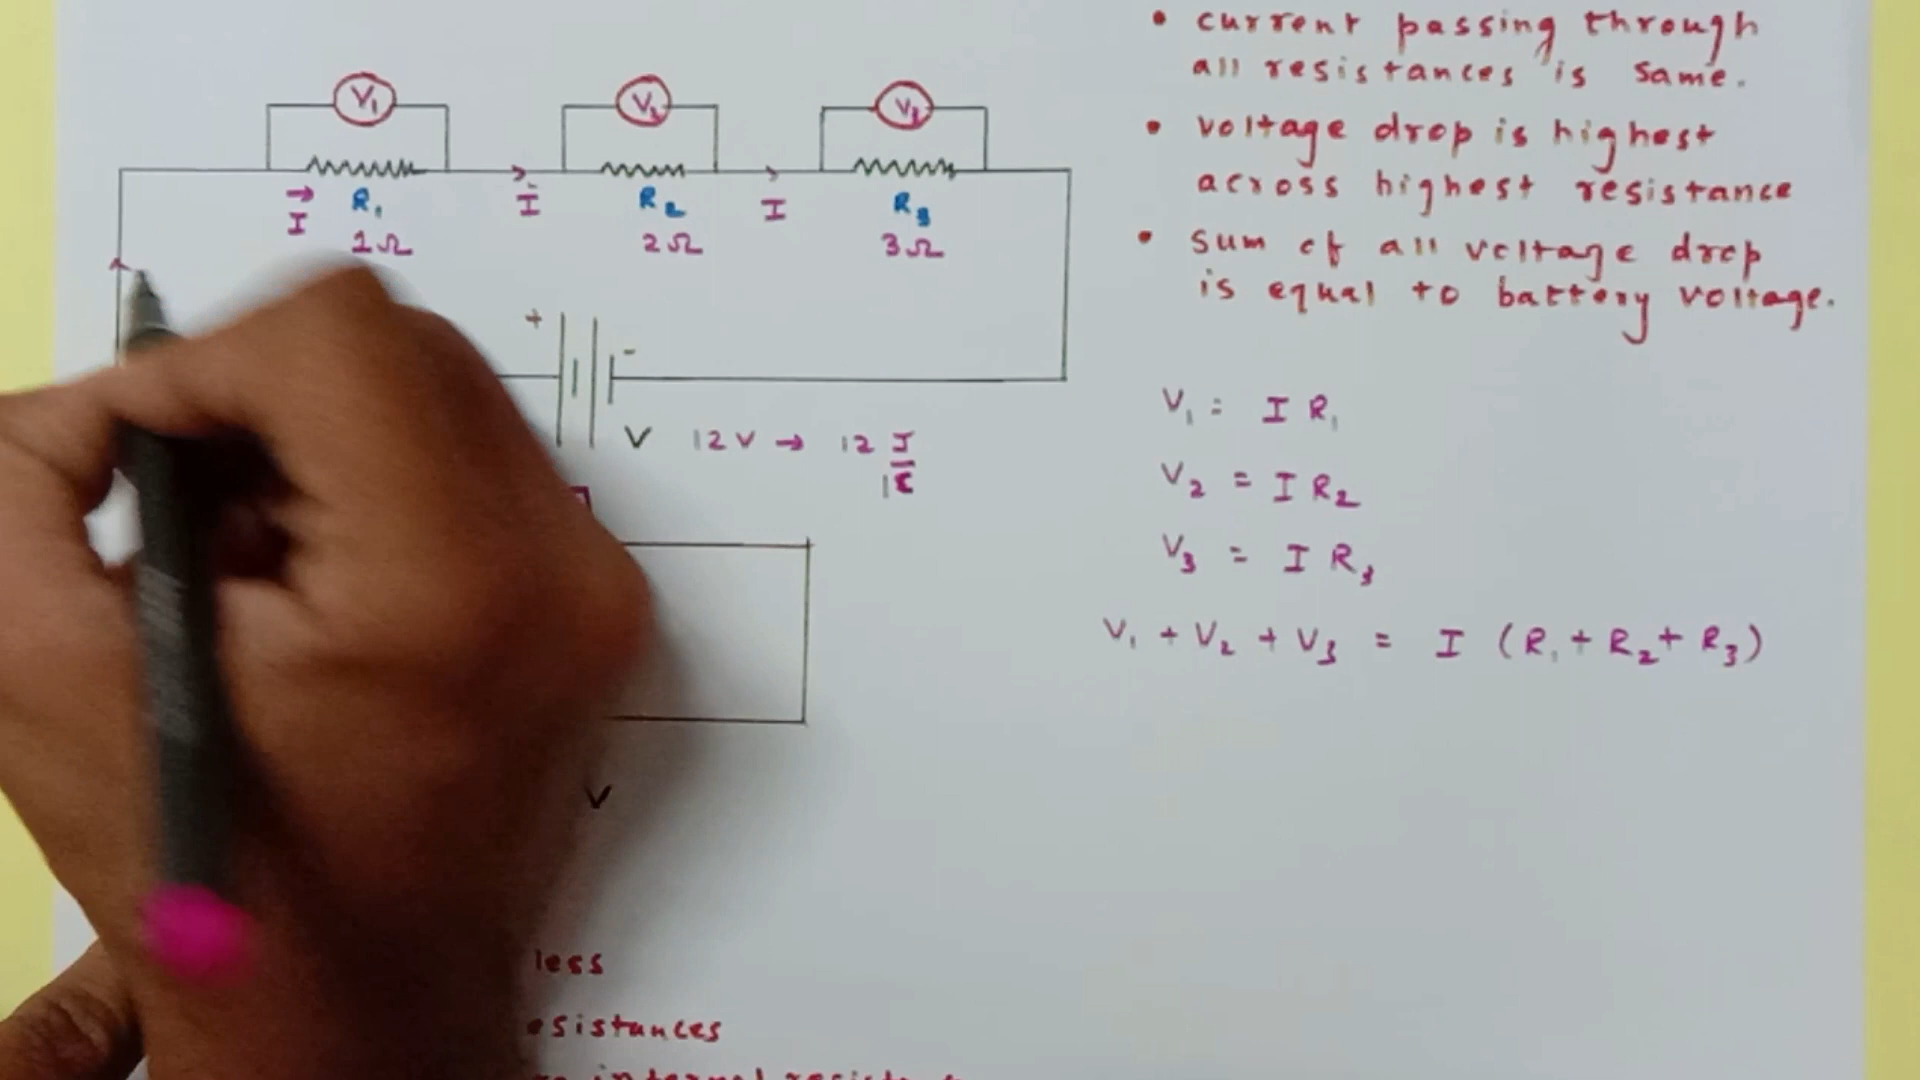 V₁ V₂ V₃
I R₁ 1Ω
I R₂ 2Ω
I R₃ 3Ω
+ -
V 12V → 12 J
1C
V
less
resistances
internal
• current passing through
all resistances is same.
• voltage drop is highest
across highest resistance
• sum of all voltage drop
is equal to battery voltage.
V₁ = I R₁
V₂ = I R₂
V₃ = I R₃
V₁ + V₂ + V₃ = I (R₁ + R₂ + R₃)